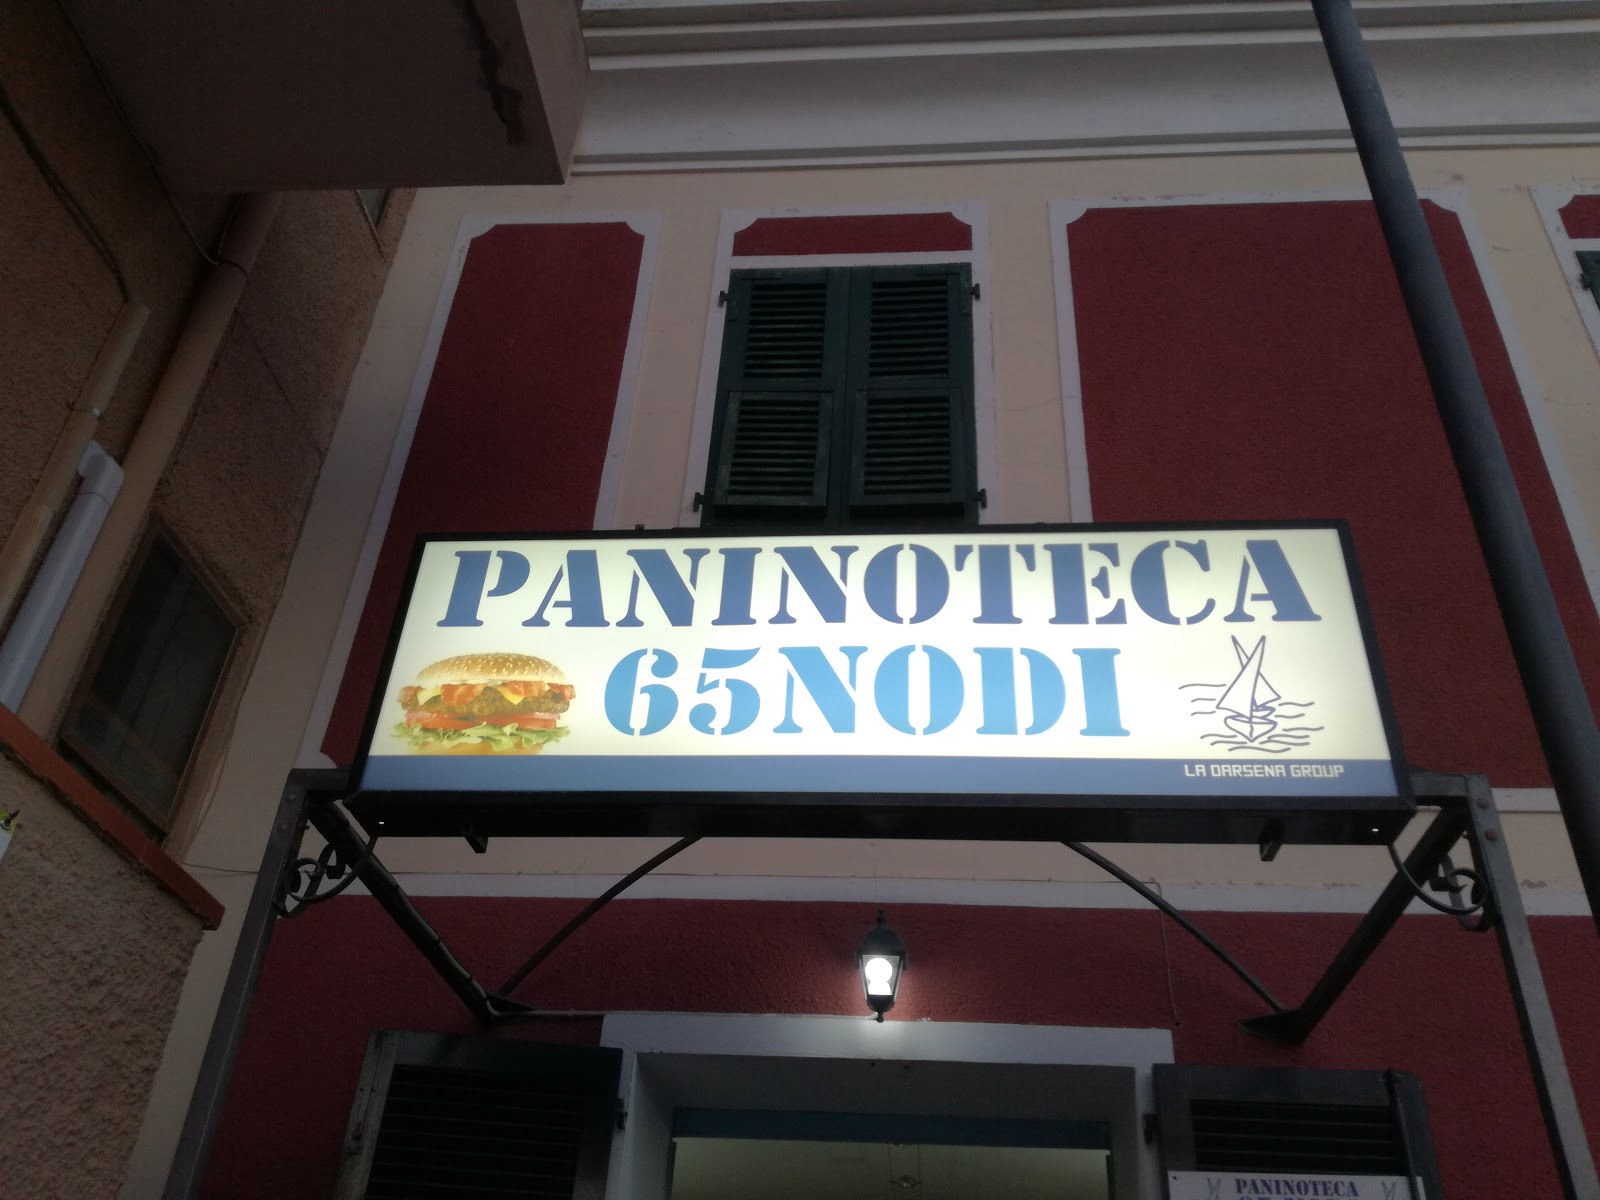 PANINOTECA
65NODI
LA DARSENA GROUP
PANINOTECA